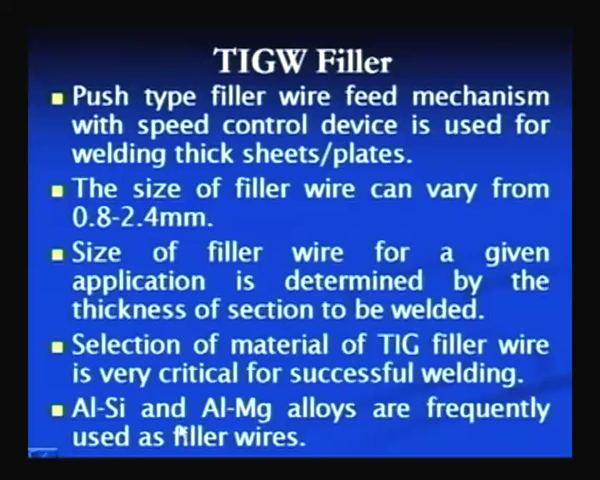 TIGW Filler
Push type filler wire feed mechanism
with speed control device is used for
welding thick sheets/plates.
The size of filler wire can vary from
0.8-2.4mm.
Size of filler wire for a given
application is determined by the
thickness of section to be welded.
Selection of material of TIG filler wire
is very critical for successful welding.
Al-Si and Al-Mg alloys are frequently
used as filler wires.